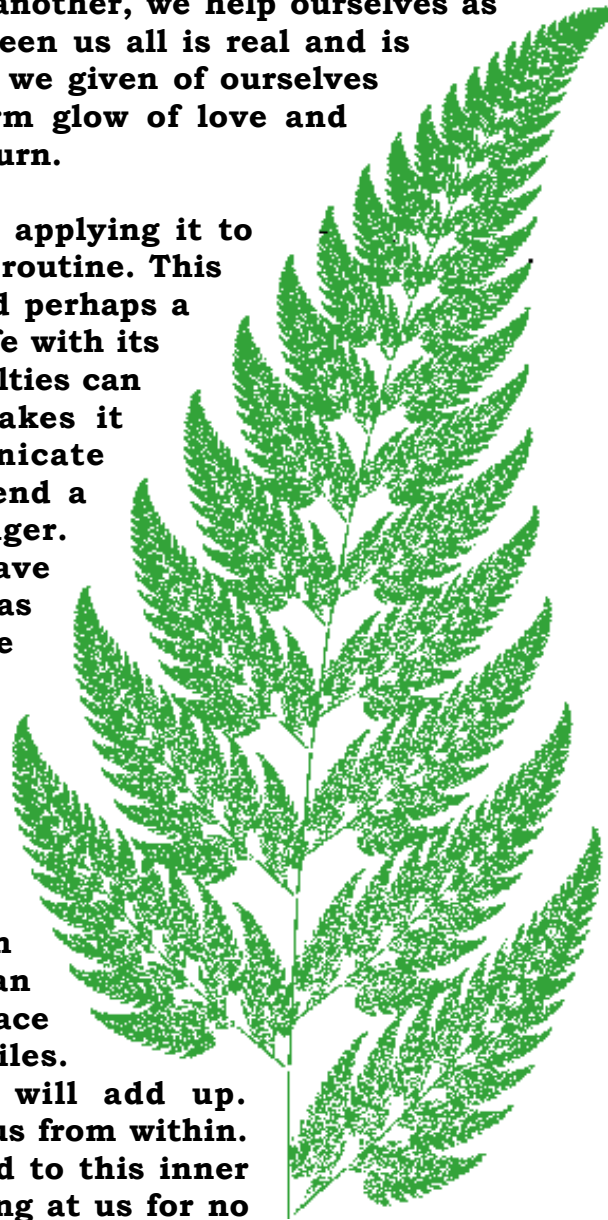 another, we help ourselves as
een us all is real and is
we given of ourselves
rm glow of love and
urn.
applying it to
routine. This
d perhaps a
fe with its
lties can
akes it
nicate
end a
ger.
ave
as
e
n
an
ace
iles.
will add up.
us from within.
d to this inner
ng at us for no